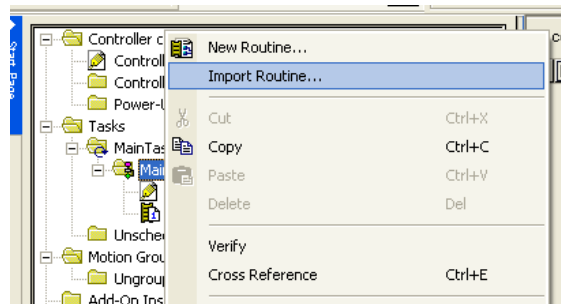 Start Page
Controller c
Controll
Controll
Power-U
Tasks
MainTas
Main
Unsche
Motion Grou
Ungroup
Add-On Ins
New Routine...
Import Routine...
Cut Ctrl+X
Copy Ctrl+C
Paste Ctrl+V
Delete Del
Verify
Cross Reference Ctrl+E